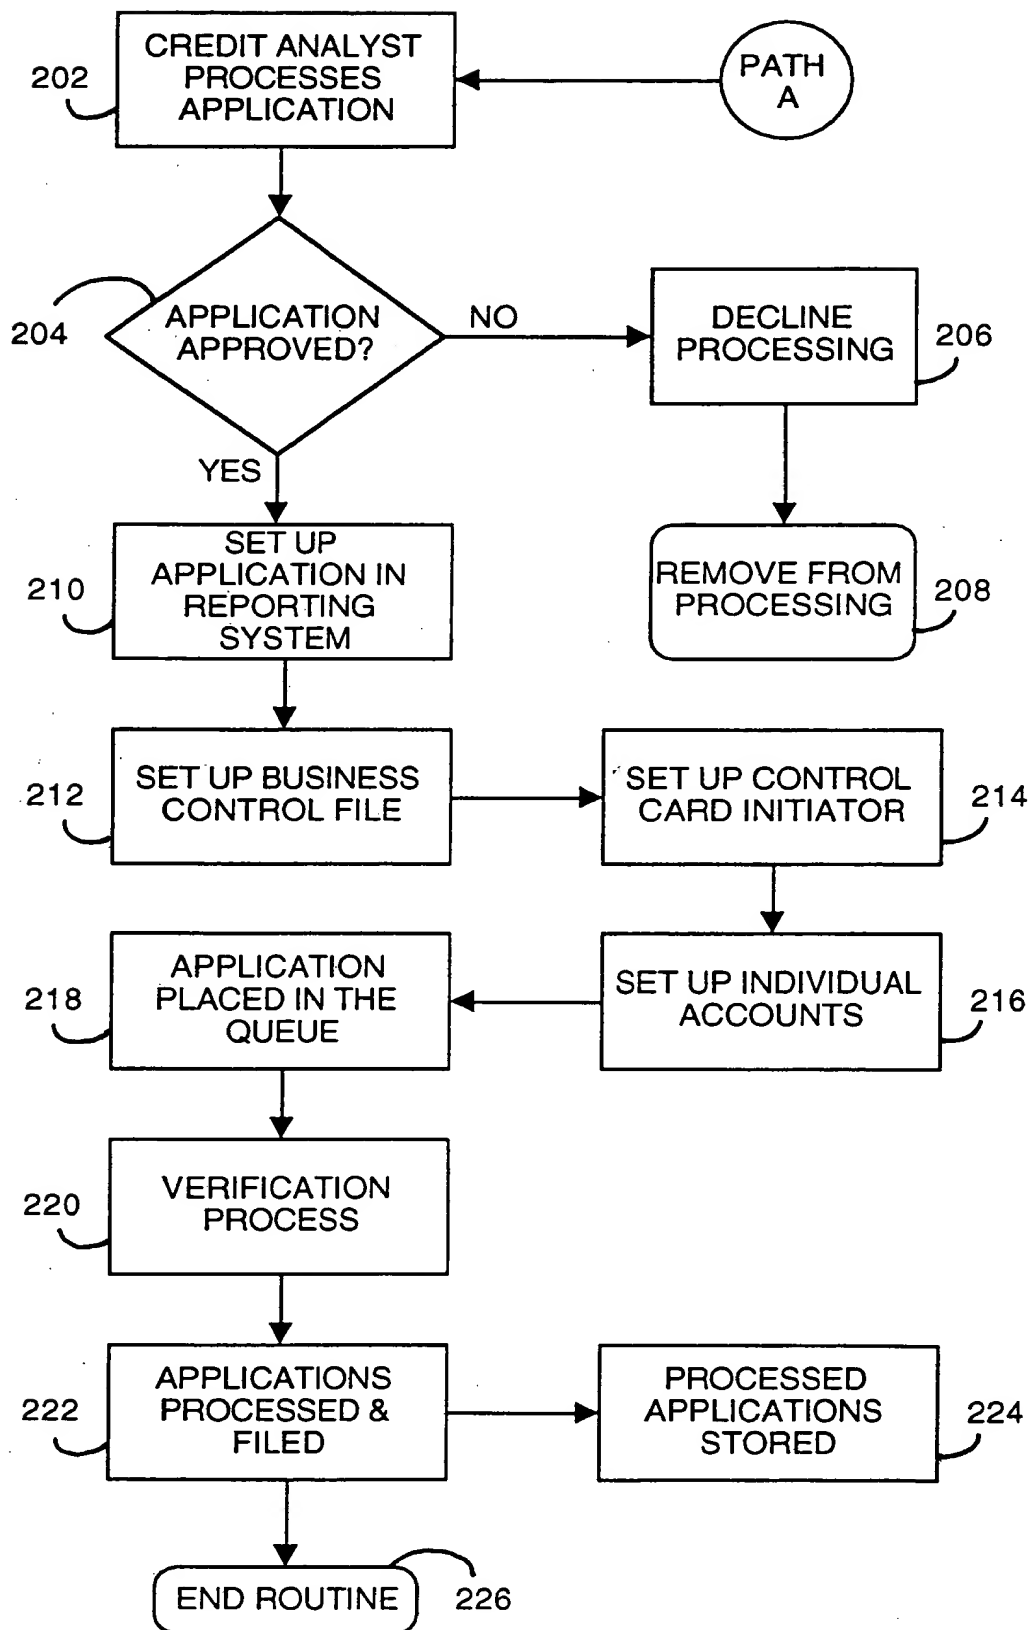 CREDIT ANALYST
PROCESSES
APPLICATION
202
PATH
A
APPLICATION
APPROVED?
204
NO
YES
DECLINE
PROCESSING
206
REMOVE FROM
PROCESSING
208
SET UP
APPLICATION IN
REPORTING
SYSTEM
210
SET UP BUSINESS
CONTROL FILE
212
SET UP CONTROL
CARD INITIATOR
214
SET UP INDIVIDUAL
ACCOUNTS
216
APPLICATION
PLACED IN THE
QUEUE
218
VERIFICATION
PROCESS
220
APPLICATIONS
PROCESSED &
FILED
222
PROCESSED
APPLICATIONS
STORED
224
END ROUTINE
226